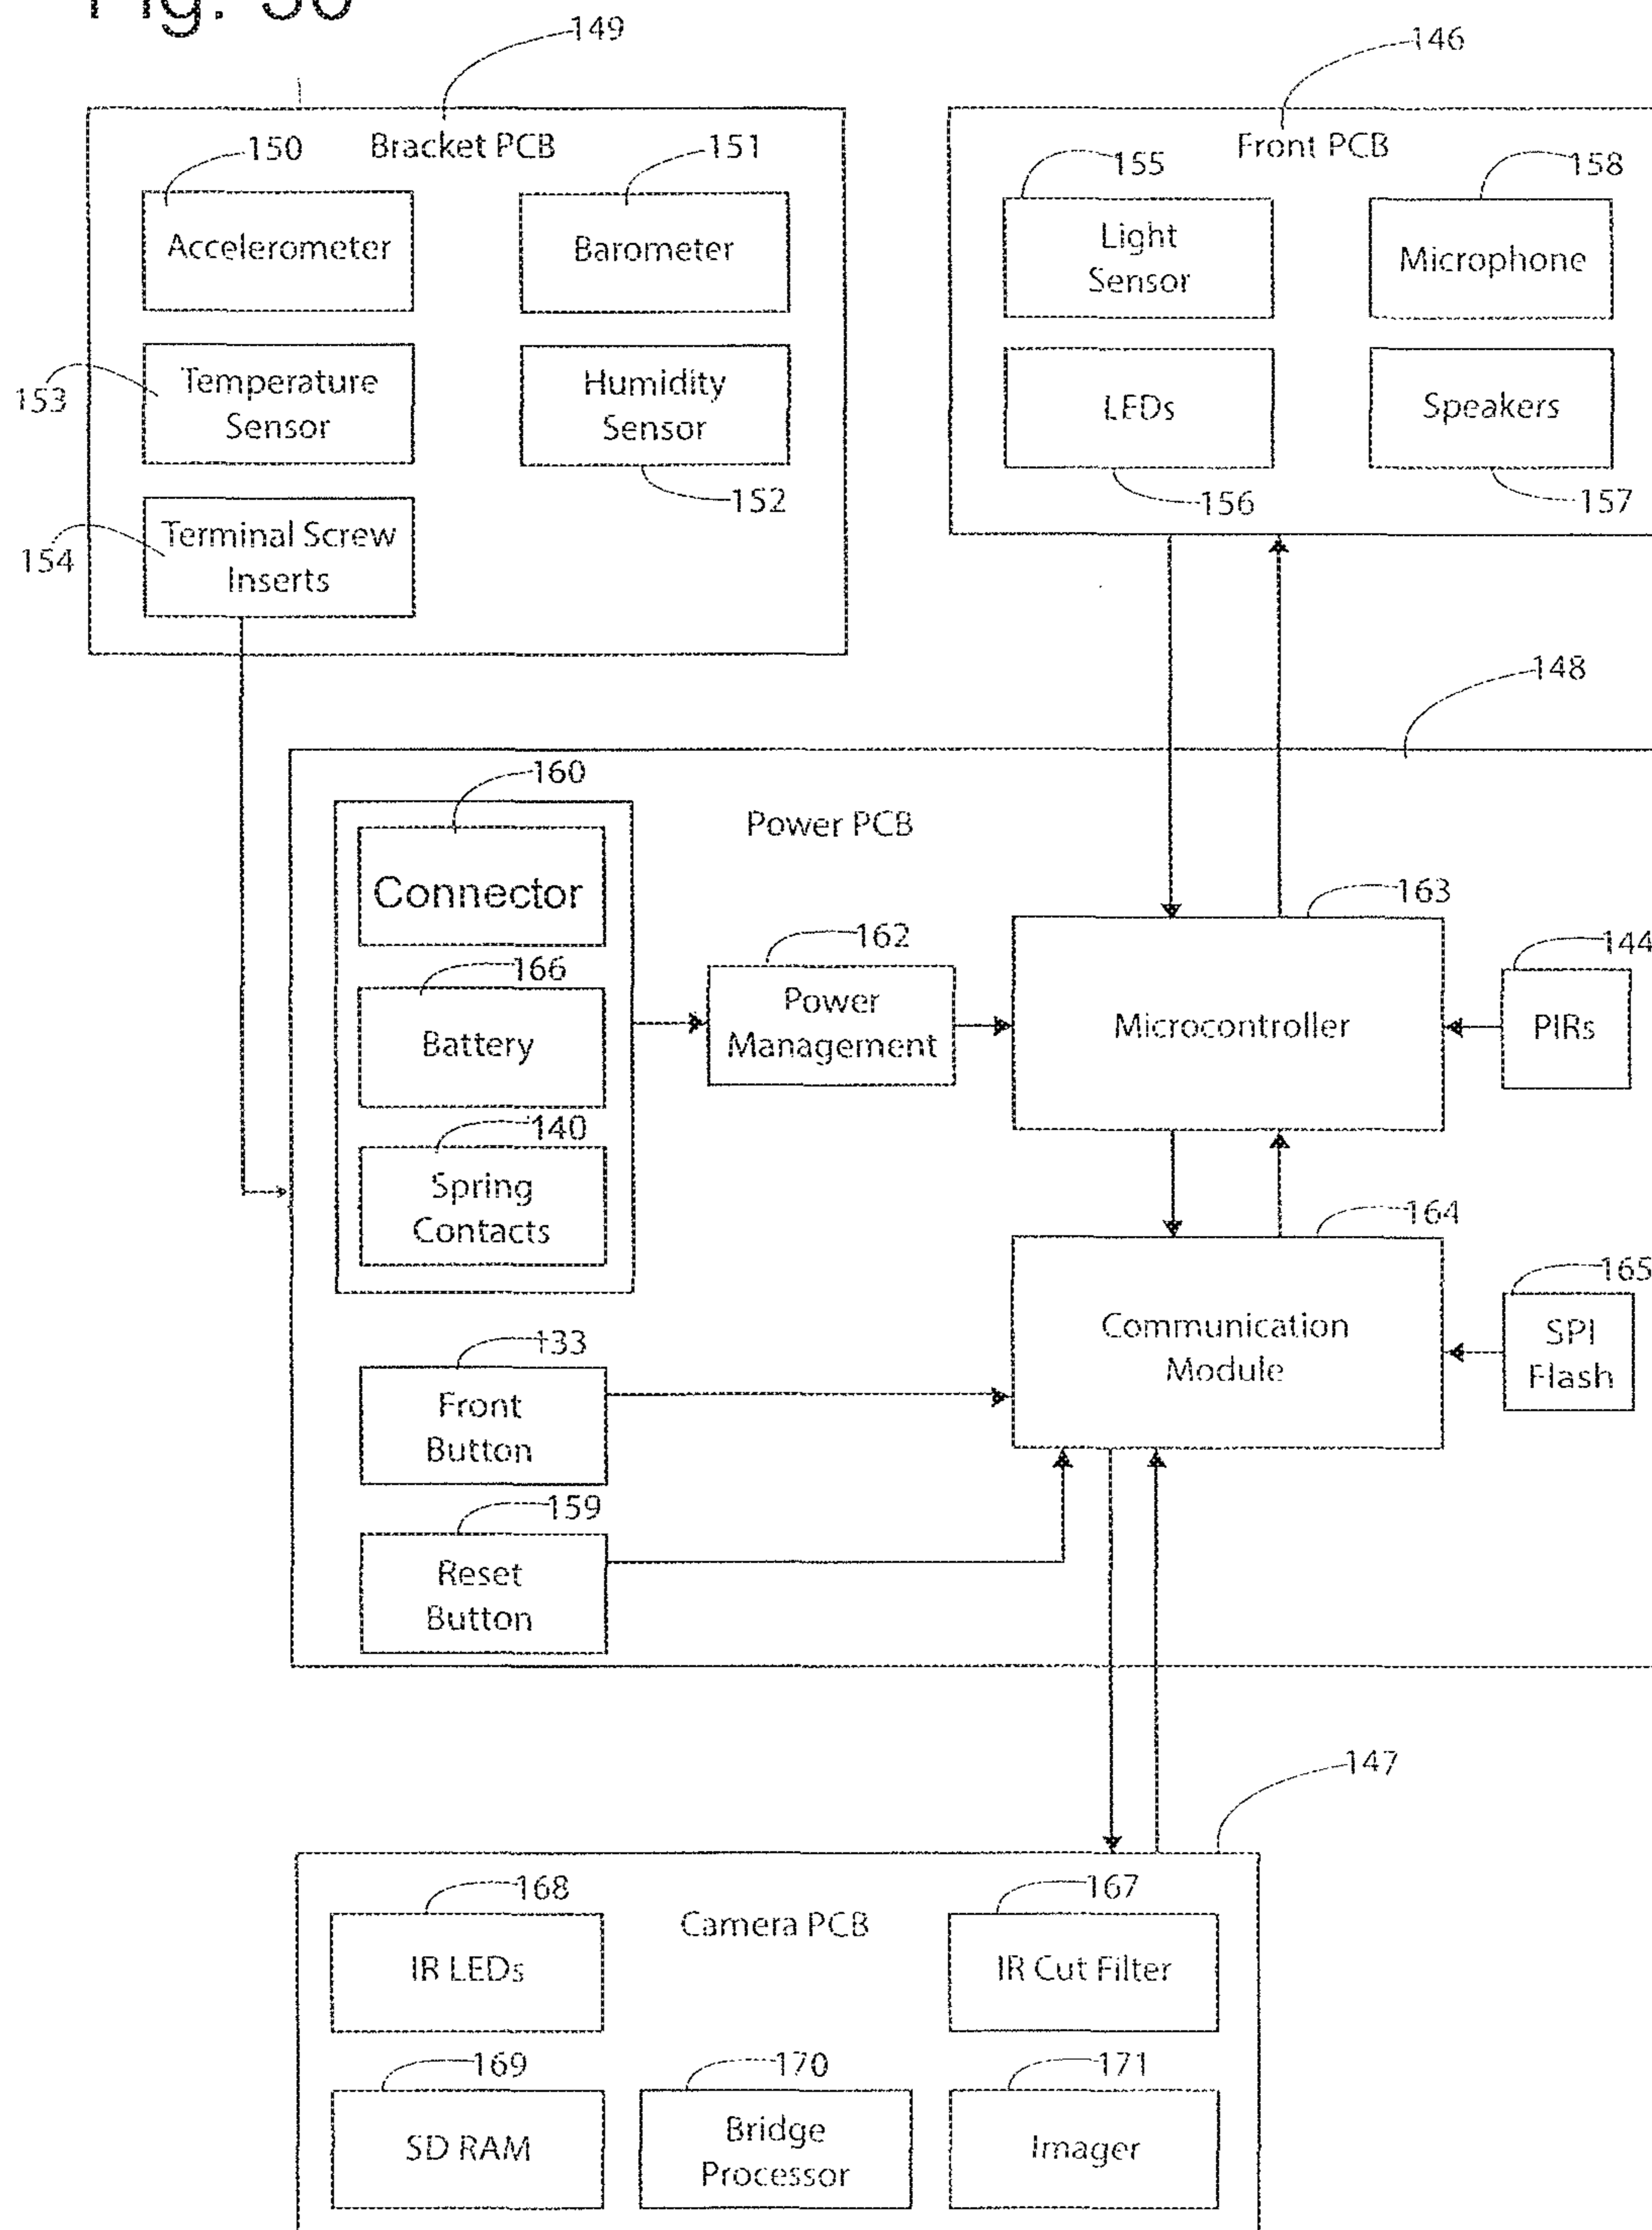 149
146
Bracket PCB
150
151
Accelerometer
Barometer
153
Temperature
Sensor
Humidity
Sensor
152
154
Terminal Screw
Inserts
Front PCB
155
158
Light
Sensor
Microphone
LEDs
Speakers
156
157
148
Power PCB
160
Connector
166
Battery
140
Spring
Contacts
162
Power
Management
163
Microcontroller
144
PIRs
164
Communication
Module
165
SPI
Flash
133
Front
Button
159
Reset
Button
147
Camera PCB
168
IR LEDs
167
IR Cut Filter
169
SD RAM
170
Bridge
Processor
171
Imager